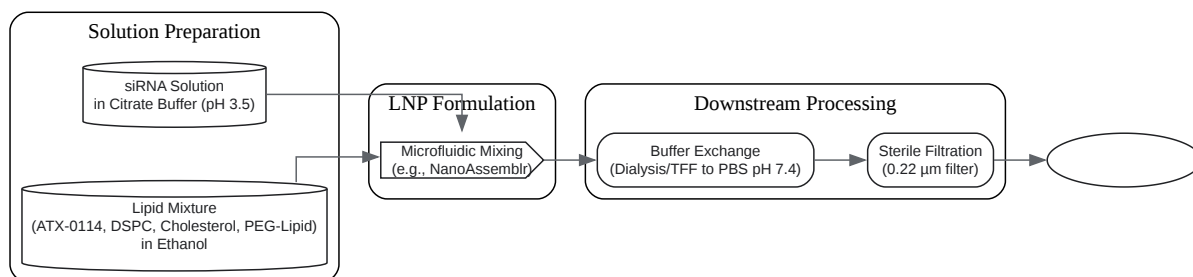 Solution Preparation
siRNA Solution
in Citrate Buffer (pH 3.5)
Lipid Mixture
(ATX-0114, DSPC, Cholesterol, PEG-Lipid)
in Ethanol
LNP Formulation
Microfluidic Mixing
(e.g., NanoAssemblr)
Downstream Processing
Buffer Exchange
(Dialysis/TFF to PBS pH 7.4)
Sterile Filtration
(0.22 µm filter)